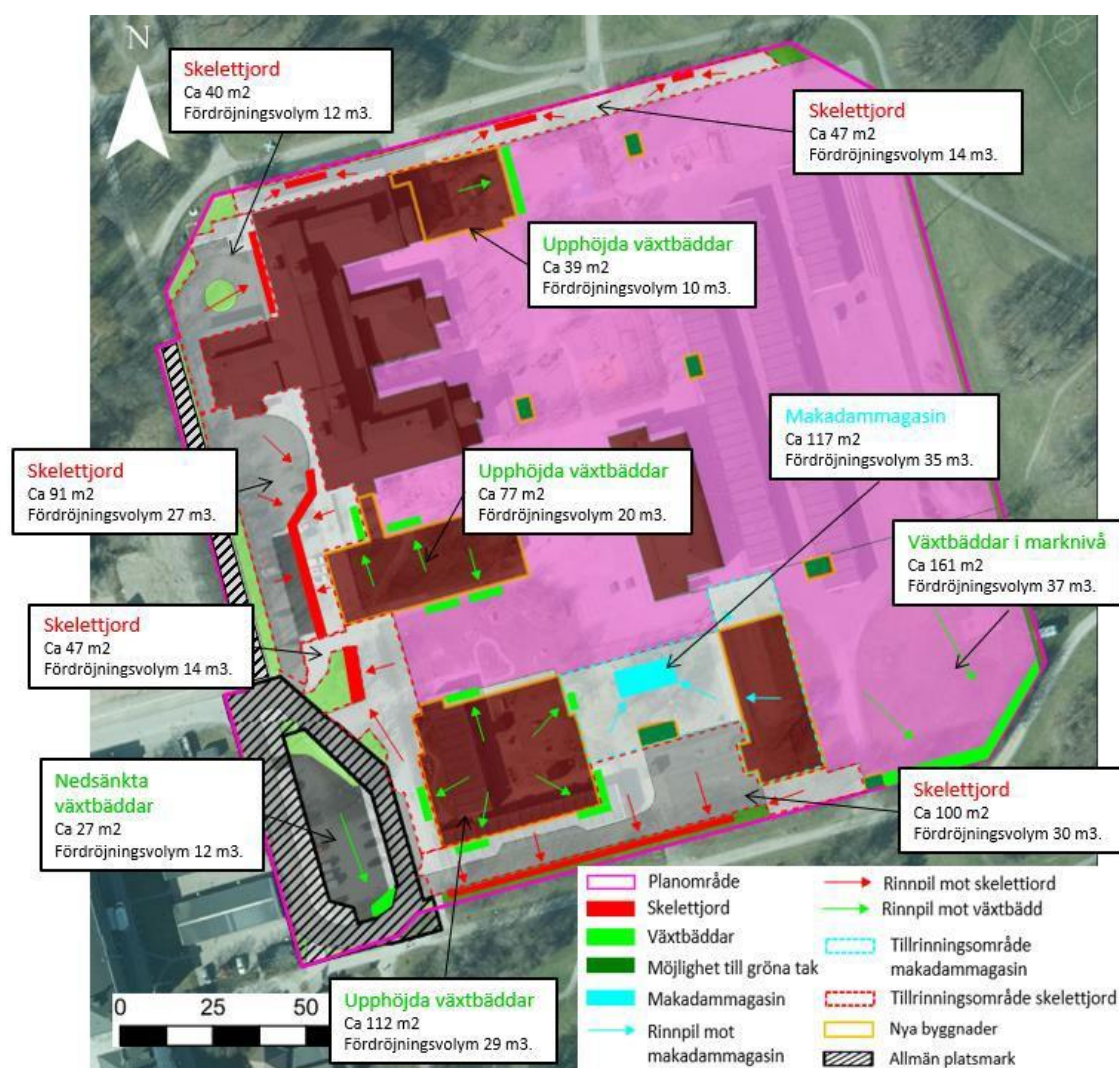 N
Skelettjord
Ca 40 m2
Fördröjningsvolym 12 m3.
Skelettjord
Ca 47 m2
Fördröjningsvolym 14 m3.
Upphöjda växtbäddar
Ca 39 m2
Fördröjningsvolym 10 m3.
Makadammagasin
Ca 117 m2
Fördröjningsvolym 35 m3.
Skelettjord
Ca 91 m2
Fördröjningsvolym 27 m3.
Upphöjda växtbäddar
Ca 77 m2
Fördröjningsvolym 20 m3.
Växtbäddar i marknivå
Ca 161 m2
Fördröjningsvolym 37 m3.
Skelettjord
Ca 47 m2
Fördröjningsvolym 14 m3.
Nedsänkta
växtbäddar
Ca 27 m2
Fördröjningsvolym 12 m3.
Skelettjord
Ca 100 m2
Fördröjningsvolym 30 m3.
Upphöjda växtbäddar
Ca 112 m2
Fördröjningsvolym 29 m3.
0 25 50
Planområde
Skelettjord
Växtbäddar
Möjlighet till gröna tak
Makadammagasin
Rinnpil mot
makadammagasin
Rinnpil mot skelettjord
Rinnpil mot växtbädd
Tillrinningsområde
makadammagasin
Tillrinningsområde skelettjord
Nya byggnader
Allmän platsmark